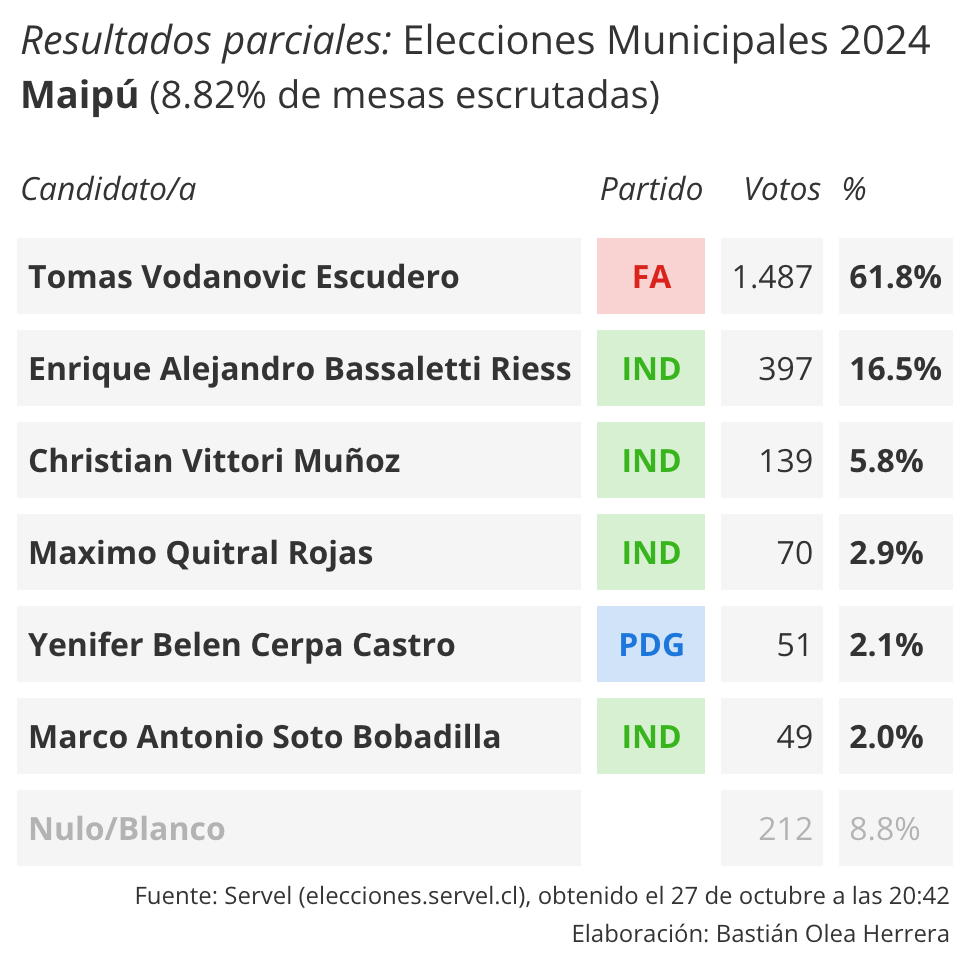 Resultados parciales: Elecciones Municipales 2024
Maipú (8.82% de mesas escrutadas)
Candidato/a Partido Votos %
Tomas Vodanovic Escudero FA 1.487 61.8%
Enrique Alejandro Bassaletti Riess IND 397 16.5%
Christian Vittori Muñoz IND 139 5.8%
Maximo Quitral Rojas IND 70 2.9%
Yenifer Belen Cerpa Castro PDG 51 2.1%
Marco Antonio Soto Bobadilla IND 49 2.0%
Nulo/Blanco 212 8.8%
Fuente: Servel (elecciones.servel.cl), obtenido el 27 de octubre a las 20:42
Elaboración: Bastián Olea Herrera